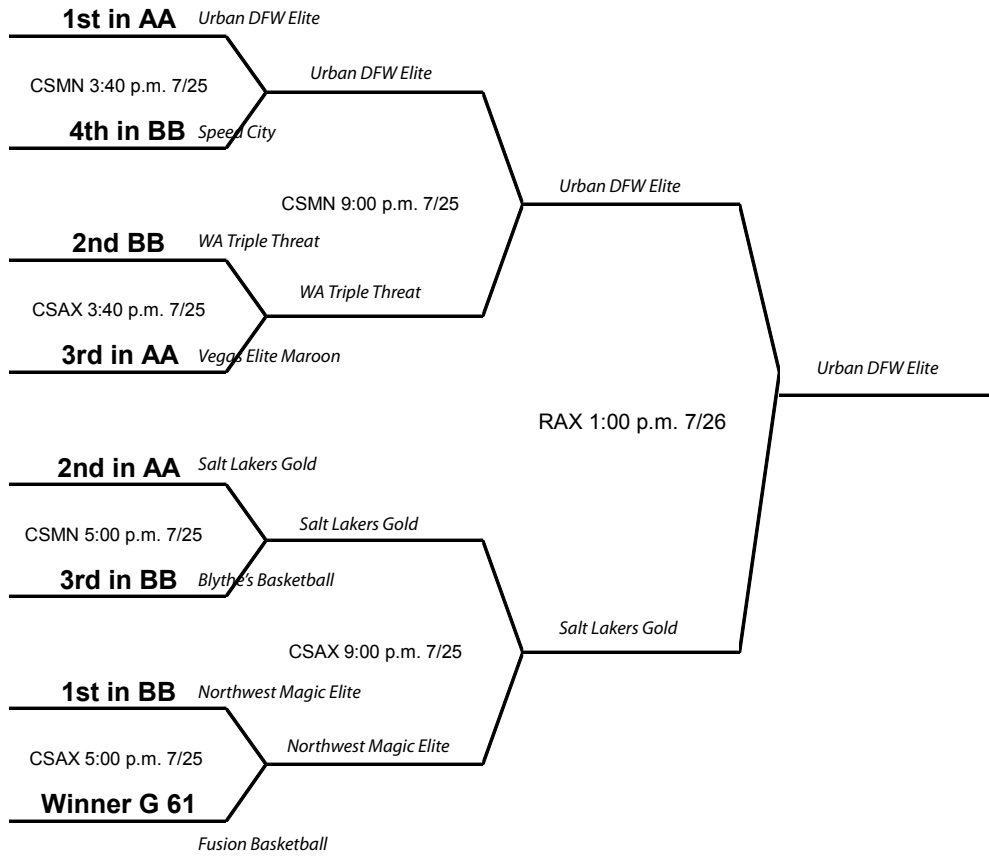 1st in AA Urban DFW Elite
Urban DFW Elite
CSMN 3:40 p.m. 7/25
4th in BB Speed City
Urban DFW Elite
CSMN 9:00 p.m. 7/25
2nd BB WA Triple Threat
WA Triple Threat
CSAX 3:40 p.m. 7/25
3rd in AA Vegas Elite Maroon
Urban DFW Elite
RAX 1:00 p.m. 7/26
2nd in AA Salt Lakers Gold
Salt Lakers Gold
CSMN 5:00 p.m. 7/25
3rd in BB Blythe's Basketball
Salt Lakers Gold
CSAX 9:00 p.m. 7/25
1st in BB Northwest Magic Elite
Northwest Magic Elite
CSAX 5:00 p.m. 7/25
Winner G 61
Fusion Basketball